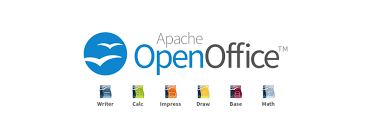 Apache
OpenOffice™
Writer Calc Impress Draw Base Math